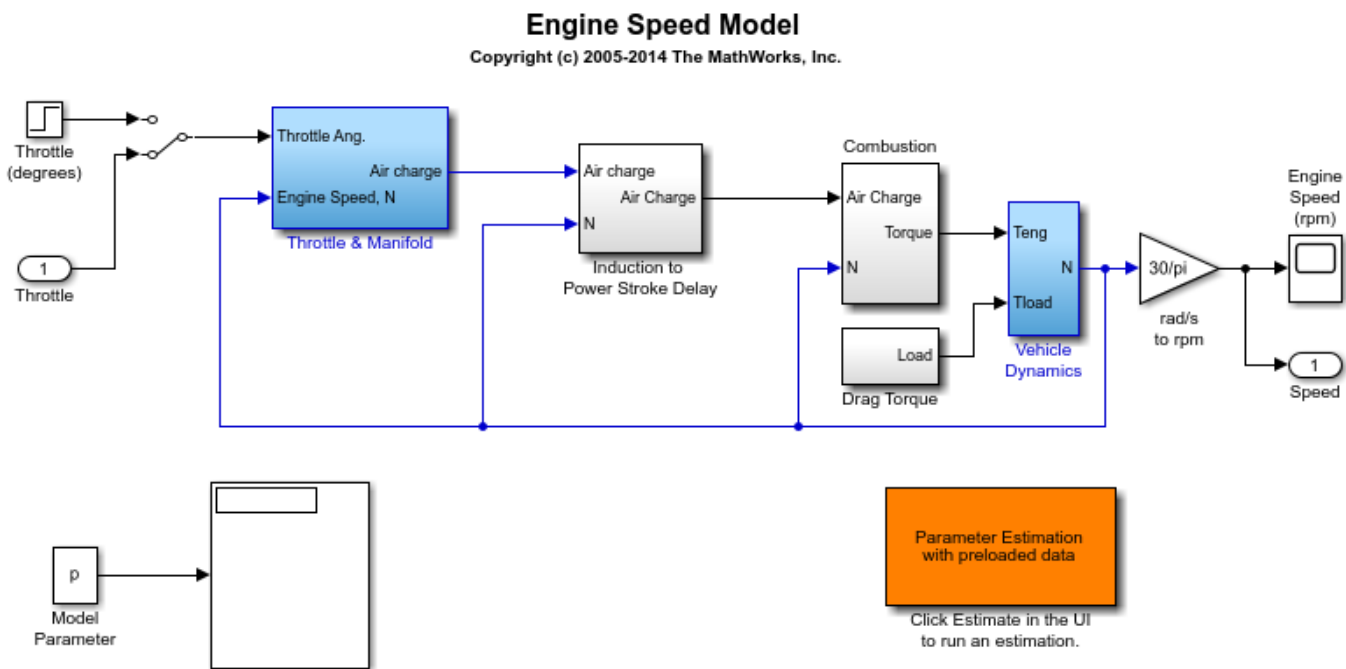 Engine Speed Model
Copyright (c) 2005-2014 The MathWorks, Inc.
Throttle
(degrees)
1
Throttle
Throttle Ang.
Air charge
Engine Speed, N
Throttle & Manifold
Air charge
Air Charge
N
Induction to
Power Stroke Delay
Combustion
Air Charge
Torque
N
Load
Drag Torque
Teng
N
Tload
Vehicle
Dynamics
30/pi
rad/s
to rpm
Engine
Speed
(rpm)
1
Speed
p
Model
Parameter
Parameter Estimation
with preloaded data
Click Estimate in the UI
to run an estimation.